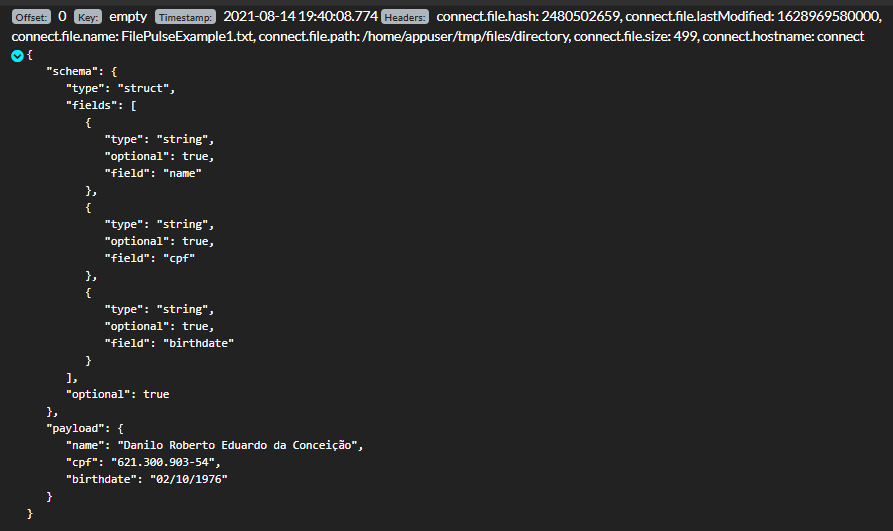 Offset: 0 Key: empty Timestamp: 2021-08-14 19:40:08.774 Headers: connect.file.hash: 2480502659, connect.file.lastModified: 1628969580000,
connect.file.name: FilePulseExample1.txt, connect.file.path: /home/appuser/tmp/files/directory, connect.file.size: 499, connect.hostname: connect
{
"schema": {
"type": "struct",
"fields": [
{
"type": "string",
"optional": true,
"field": "name"
},
{
"type": "string",
"optional": true,
"field": "cpf"
},
{
"type": "string",
"optional": true,
"field": "birthdate"
}
],
"optional": true
},
"payload": {
"name": "Danilo Roberto Eduardo da Conceição",
"cpf": "621.300.903-54",
"birthdate": "02/10/1976"
}
}